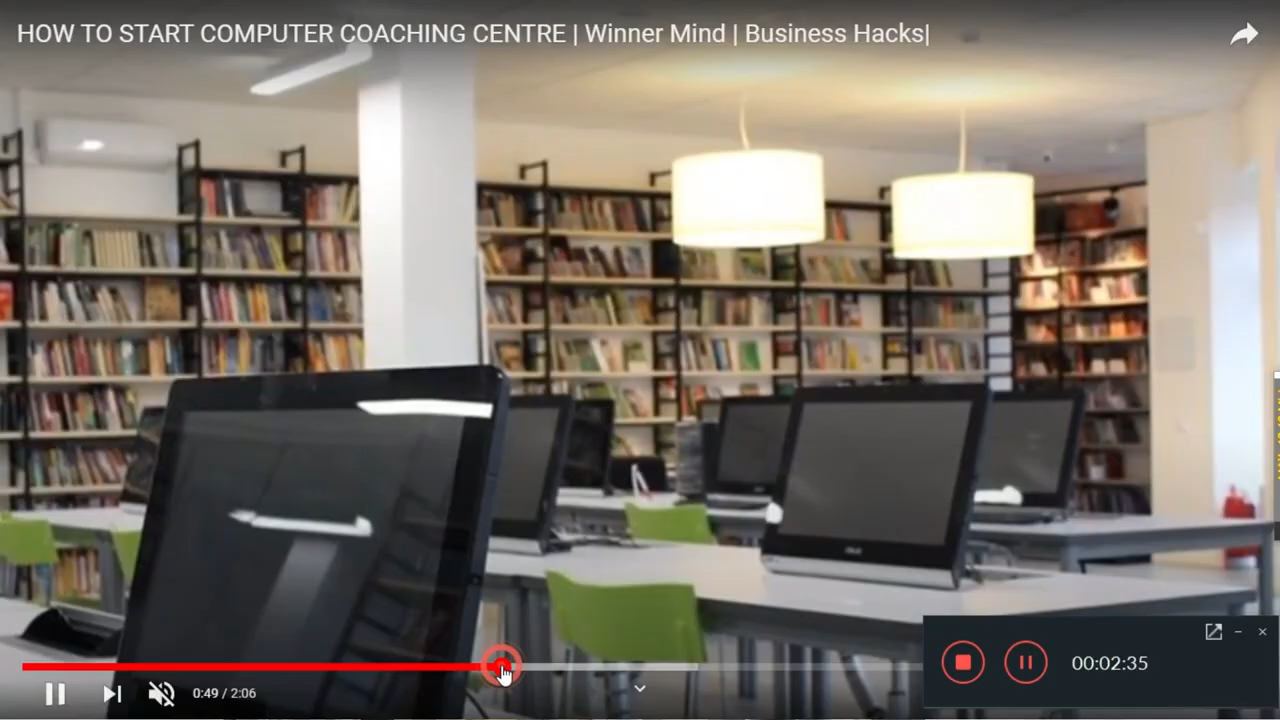 HOW TO START COMPUTER COACHING CENTRE | Winner Mind | Business Hacks|
0:49 / 2:06
00:02:35